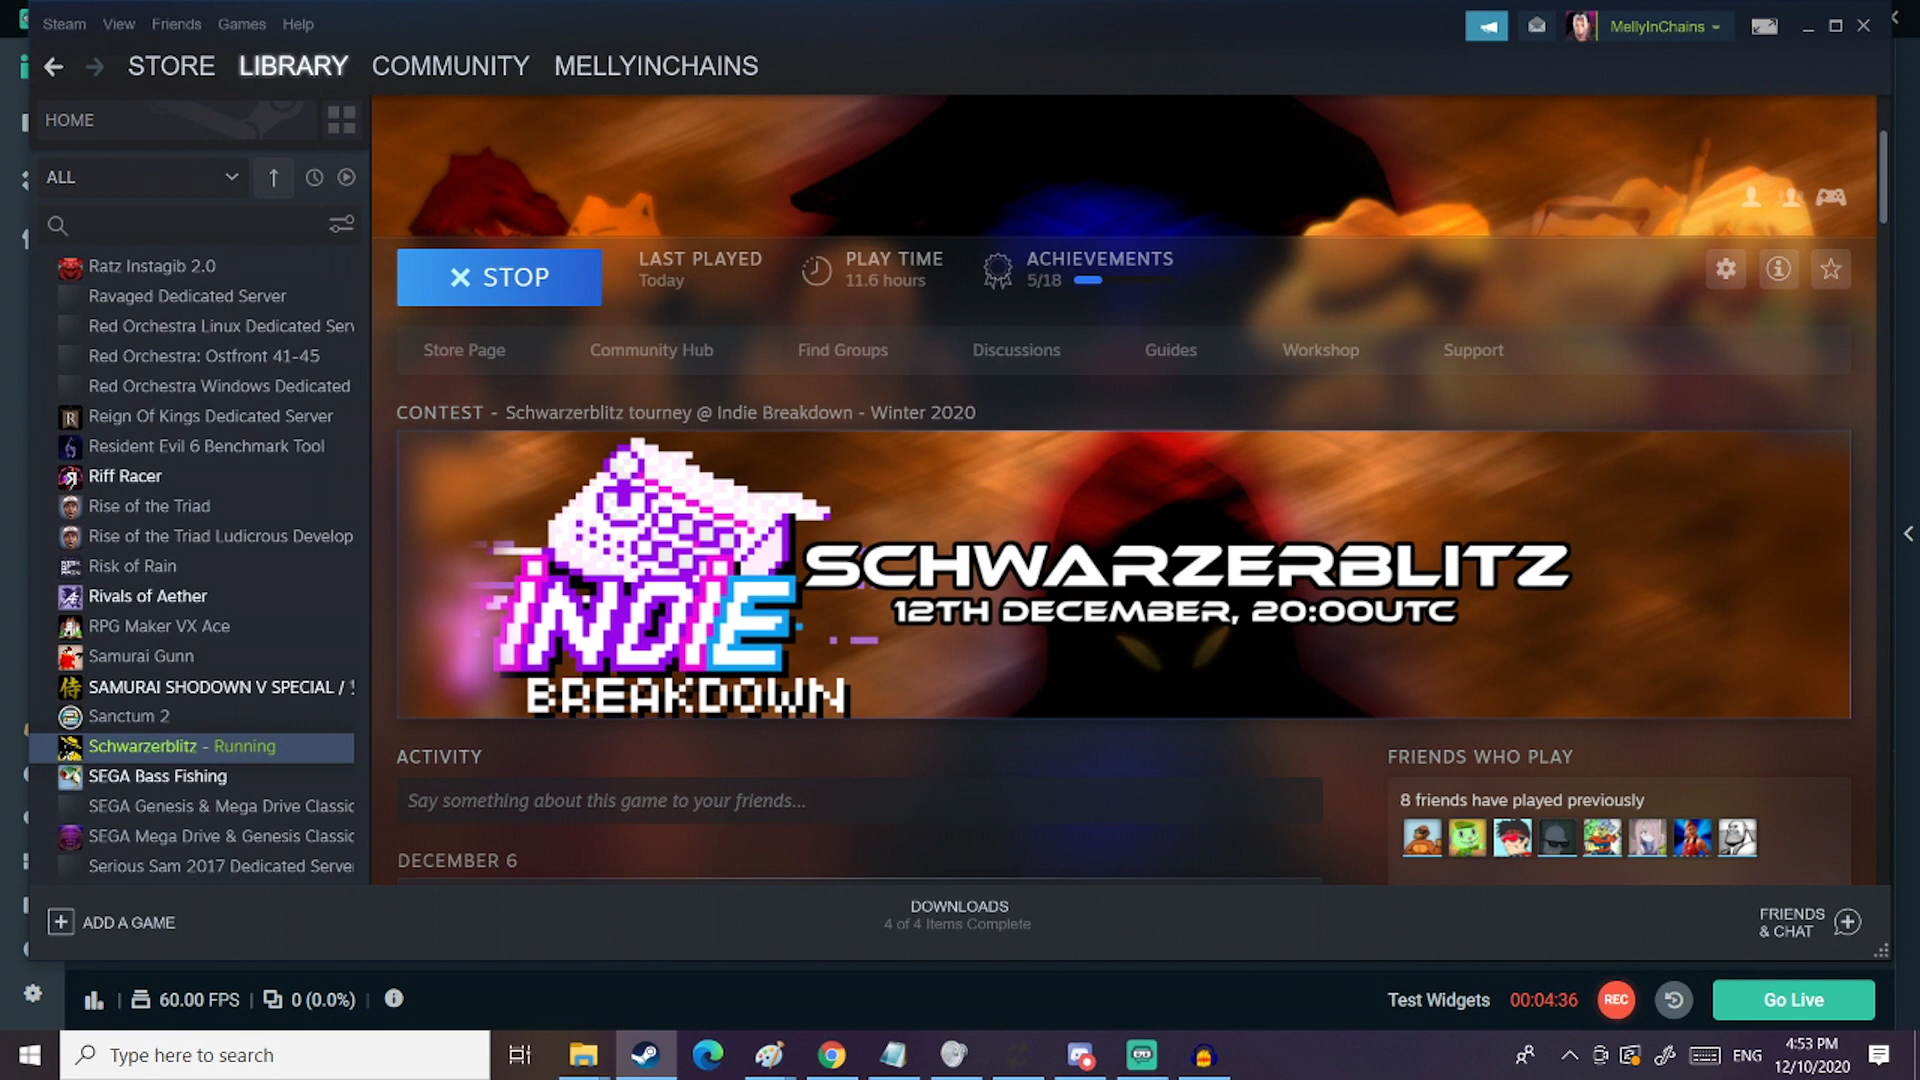 Steam View Friends Games Help
MellyInChains
STORE LIBRARY COMMUNITY MELLYINCHAINS
HOME
ALL
Ratz Instagib 2.0
Ravaged Dedicated Server
Red Orchestra Linux Dedicated Serv
Red Orchestra: Ostfront 41-45
Red Orchestra Windows Dedicated
Reign Of Kings Dedicated Server
Resident Evil 6 Benchmark Tool
Riff Racer
Rise of the Triad
Rise of the Triad Ludicrous Develop
Risk of Rain
Rivals of Aether
RPG Maker VX Ace
Samurai Gunn
SAMURAI SHODOWN V SPECIAL /
Sanctum 2
Schwarzerblitz - Running
SEGA Bass Fishing
SEGA Genesis & Mega Drive Classic
SEGA Mega Drive & Genesis Classic
Serious Sam 2017 Dedicated Server
STOP
LAST PLAYED
Today
PLAY TIME
11.6 hours
ACHIEVEMENTS
5/18
Store Page Community Hub Find Groups Discussions Guides Workshop Support
CONTEST - Schwarzerblitz tourney @ Indie Breakdown - Winter 2020
INDIE
BREAKDOWN
SCHWARZERBLITZ
12TH DECEMBER, 20:00UTC
ACTIVITY
Say something about this game to your friends...
DECEMBER 6
FRIENDS WHO PLAY
8 friends have played previously
ADD A GAME
DOWNLOADS
4 of 4 Items Complete
FRIENDS
& CHAT
60.00 FPS 0 (0.0%)
Test Widgets 00:04:36 REC Go Live
Type here to search
ENG
4:53 PM
12/10/2020